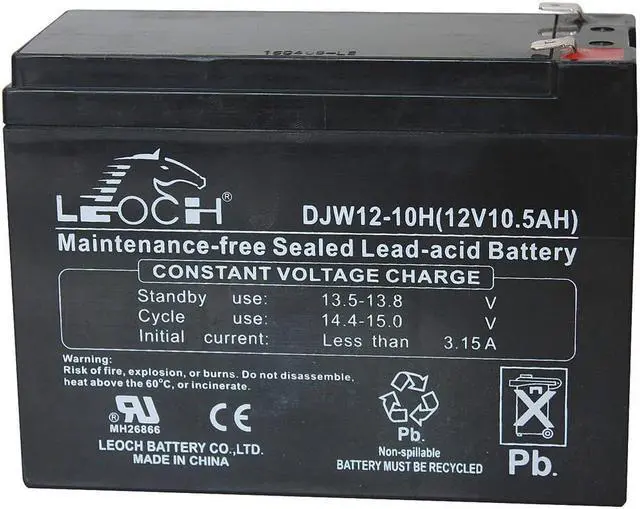 LEOCH®
DJW12-10H(12V10.5AH)
Maintenance-free Sealed Lead-acid Battery
CONSTANT VOLTAGE CHARGE
Standby use: 13.5-13.8 V
Cycle use: 14.4-15.0 V
Initial current: Less than 3.15A
Warning:
Risk of fire, explosion, or burns. Do not disassemble,
heat above the 60°C, or incinerate.
MH26866
CE
LEOCH BATTERY CO.,LTD.
MADE IN CHINA
Pb.
Non-spillable
BATTERY MUST BE RECYCLED
Pb.